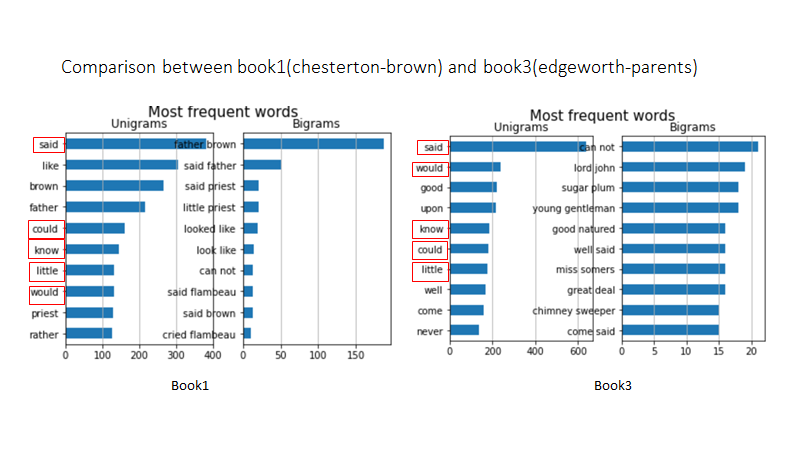 Comparison between book1(chesterton-brown) and book3(edgeworth-parents)
Most frequent words
Unigrams
Bigrams
said
like
brown
father
could
know
little
would
priest
rather
0 100 200 300 400
father brown
said father
said priest
little priest
looked like
look like
can not
said flambeau
said brown
cried flambeau
0 50 100 150
Book1
Most frequent words
Unigrams
Bigrams
said
would
good
upon
know
could
little
well
come
never
0 200 400 600
can not
lord john
sugar plum
young gentleman
good natured
well said
miss somers
great deal
chimney sweeper
come said
0 5 10 15 20
Book3